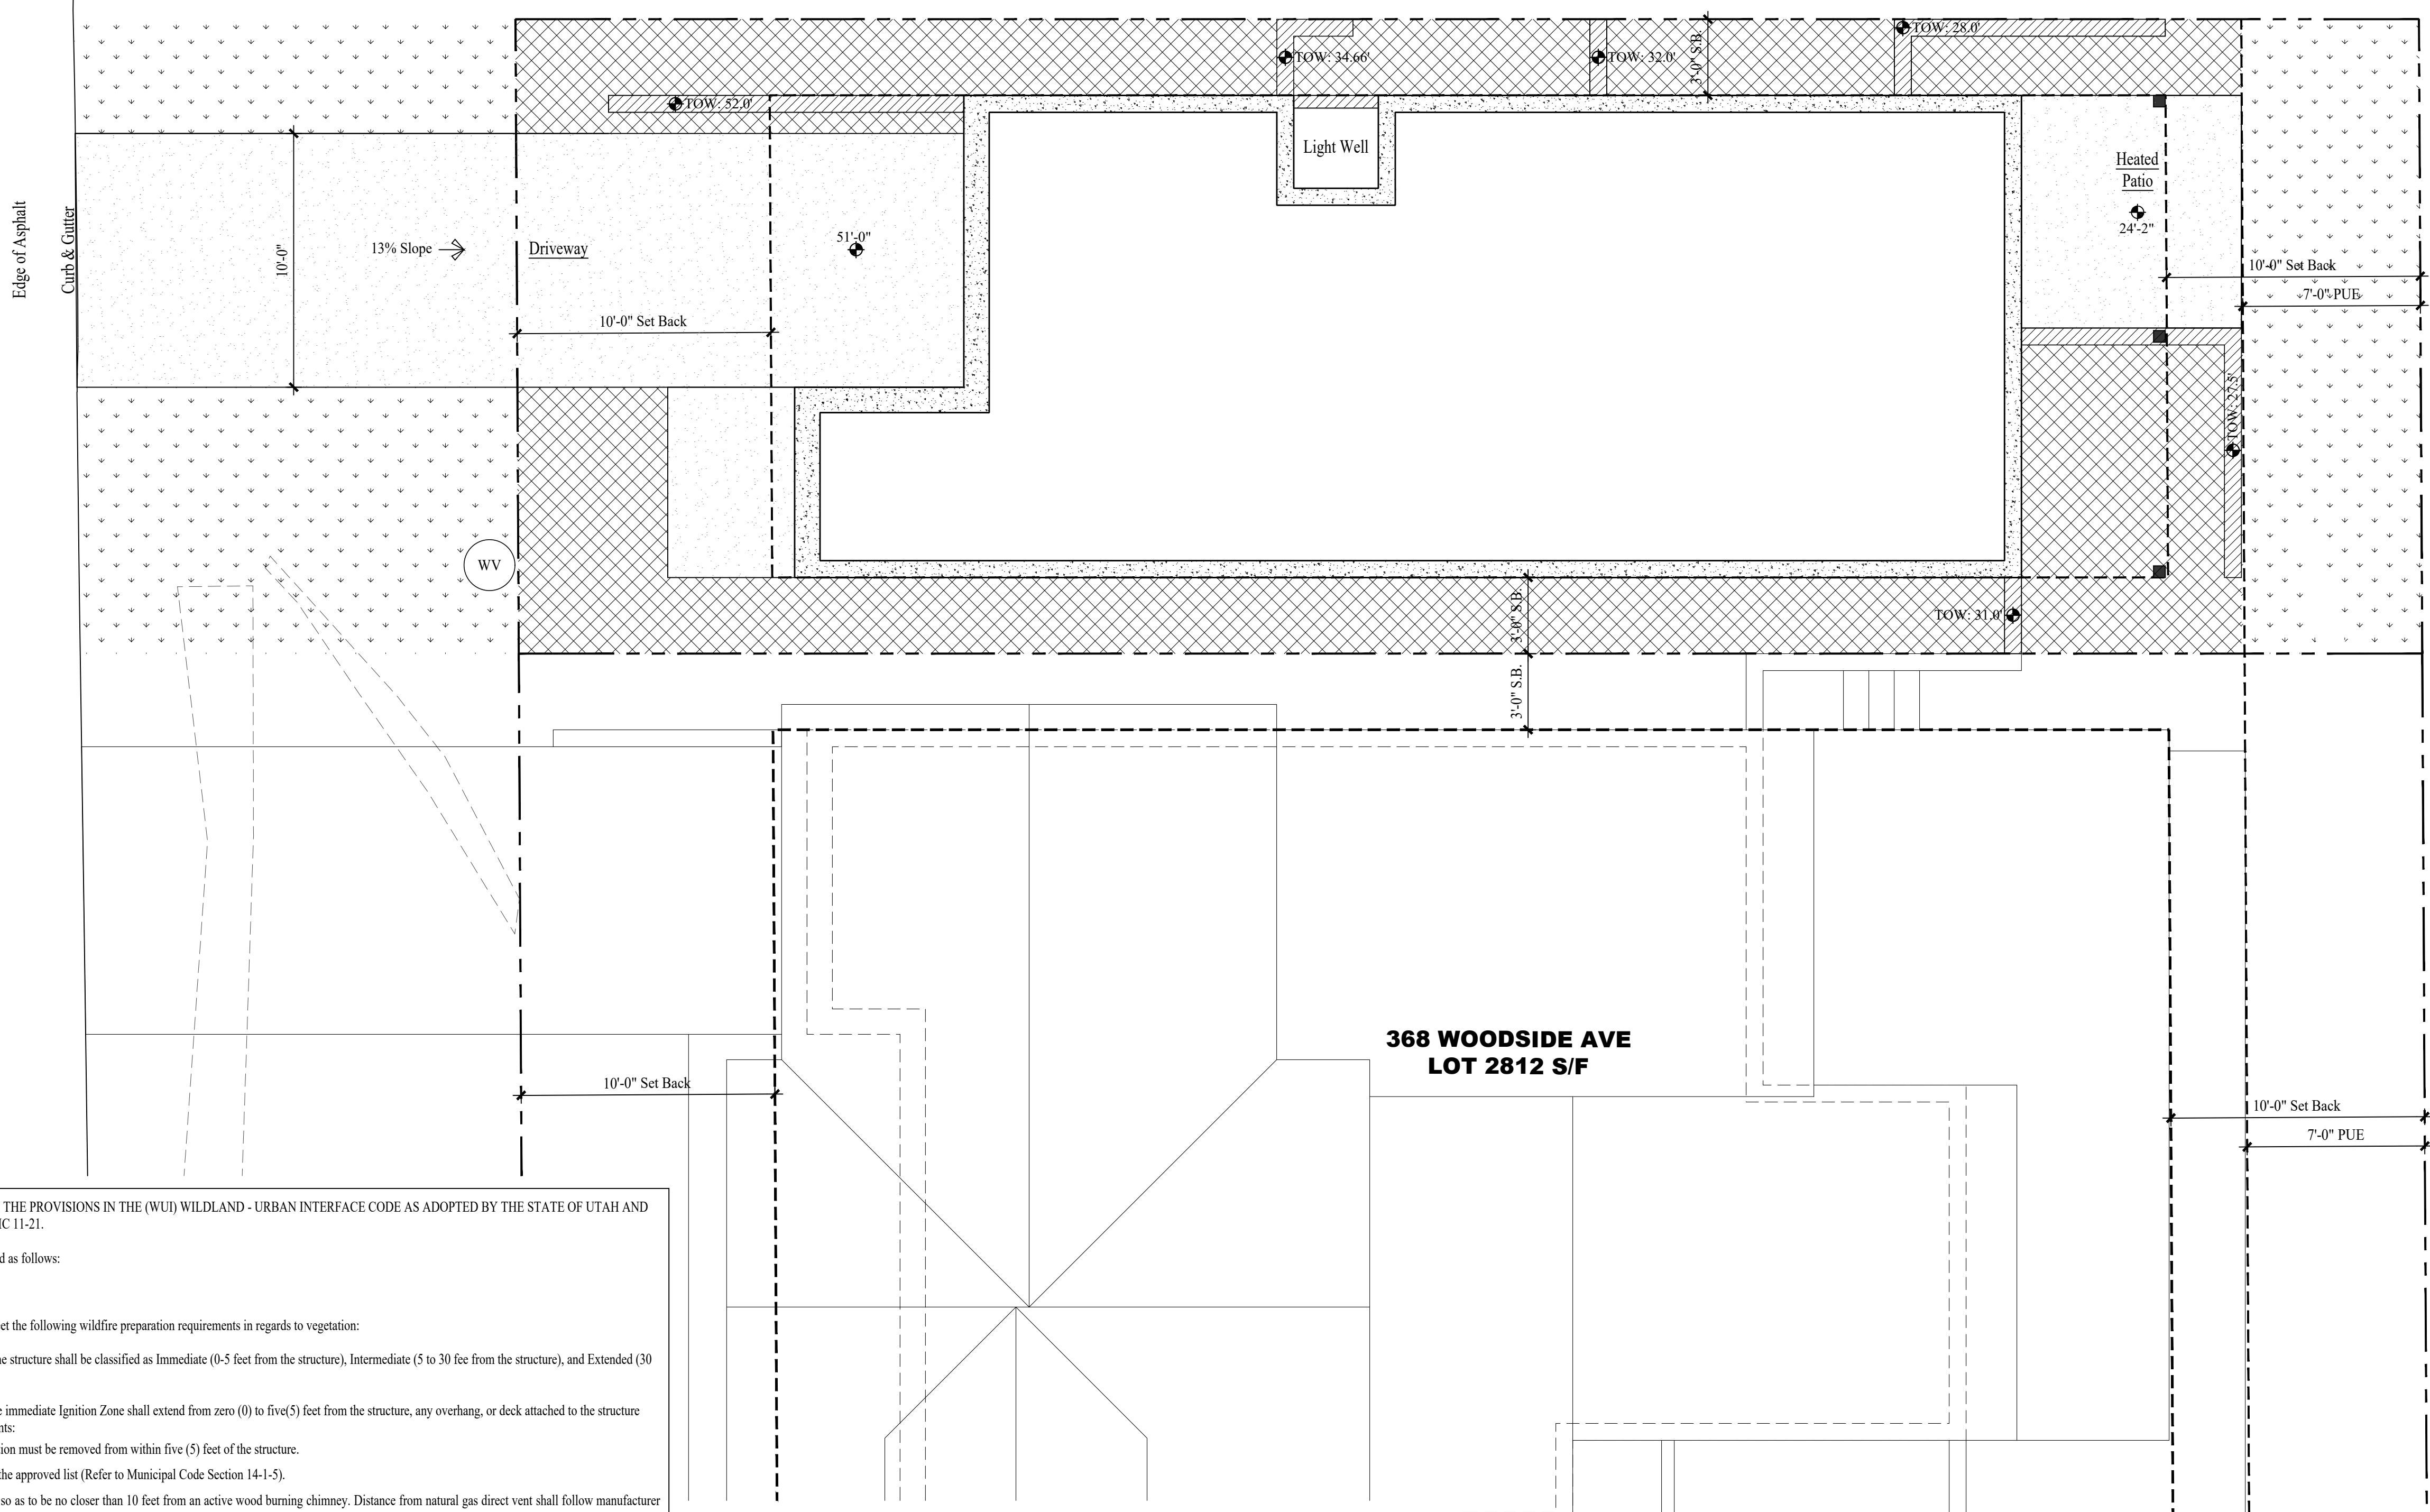 TOW: 34.66'
TOW: 32.0'
3'-0" S.B.
TOW: 28.0'
TOW: 52.0'
Light Well
Heated
Patio
24'-2"
Edge of Asphalt
Curb & Gutter
10'-0"
13% Slope
Driveway
51'-0"
10'-0" Set Back
10'-0" Set Back
7'-0" PUE
TOW: 27.5'
WV
3'-0" S.B.
TOW: 31.0'
3'-0" S.B.
368 WOODSIDE AVE
LOT 2812 S/F
10'-0" Set Back
10'-0" Set Back
7'-0" PUE
THE PROVISIONS IN THE (WUI) WILDLAND - URBAN INTERFACE CODE AS ADOPTED BY THE STATE OF UTAH AND
IC 11-21.
d as follows:
et the following wildfire preparation requirements in regards to vegetation:
e structure shall be classified as Immediate (0-5 feet from the structure), Intermediate (5 to 30 fee from the structure), and Extended (30
e immediate Ignition Zone shall extend from zero (0) to five(5) feet from the structure, any overhang, or deck attached to the structure
nts:
ion must be removed from within five (5) feet of the structure.
the approved list (Refer to Municipal Code Section 14-1-5).
so as to be no closer than 10 feet from an active wood burning chimney. Distance from natural gas direct vent shall follow manufacturer